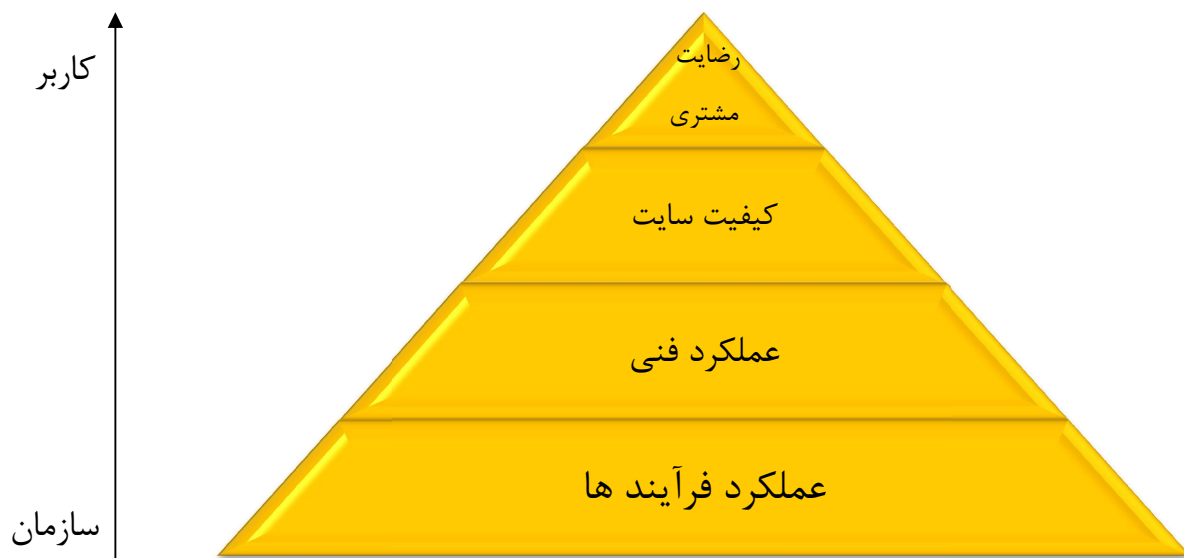 رضایت
مشتری
کاربر
کیفیت سایت
عملکرد فنی
عملکرد فرآیند ها
سازمان